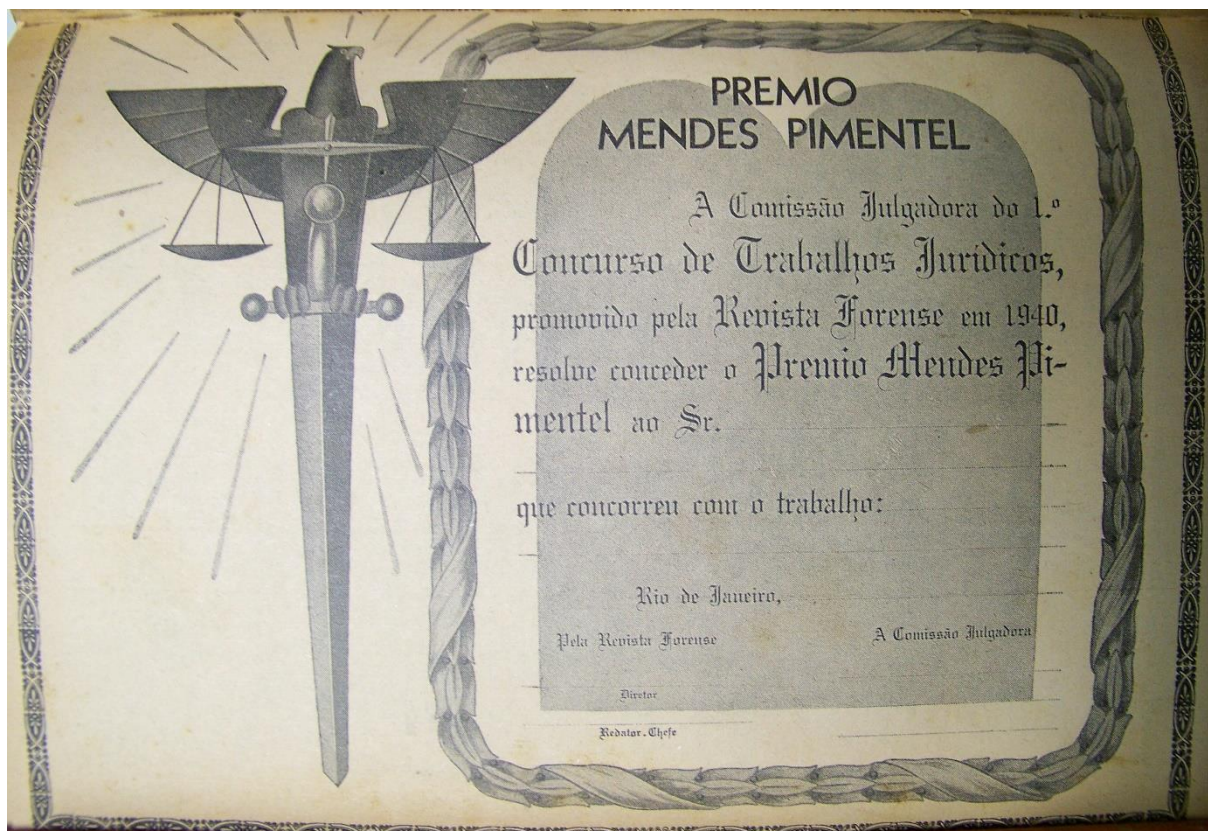 PREMIO
MENDES PIMENTEL
A Comissão Julgadora do 1.º
Concurso de Trabalhos Juridicos,
promovido pela Revista Forense em 1940,
resolve conceder o Premio Mendes Pi-
mentel ao Sr.
que concorreu com o trabalho:
Rio de Janeiro,
Pela Revista Forense
A Comissão Julgadora
Diretor
Redator-Chefe